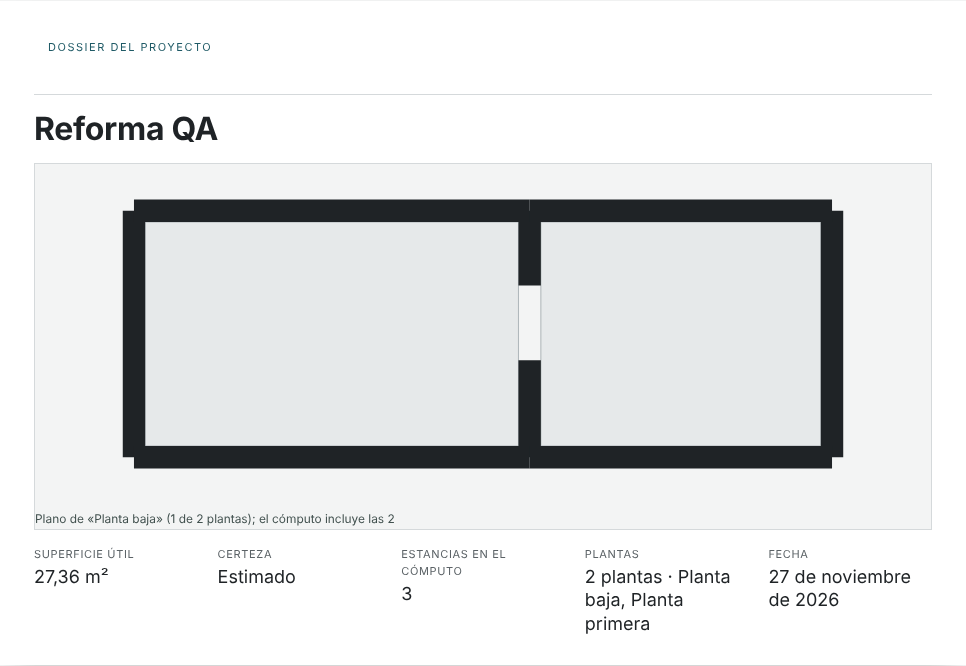 DOSSIER DEL PROYECTO
Reforma QA
Plano de «Planta baja» (1 de 2 plantas); el cómputo incluye las 2
SUPERFICIE ÚTIL
27,36 m²
CERTEZA
Estimado
ESTANCIAS EN EL
CÓMPUTO
3
PLANTAS
2 plantas · Planta
baja, Planta
primera
FECHA
27 de noviembre
de 2026